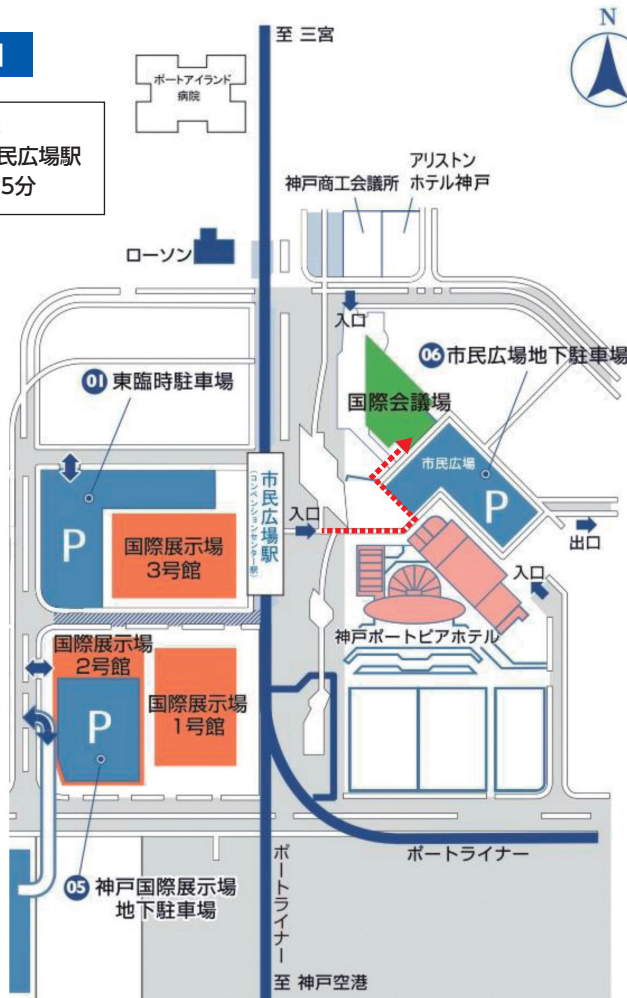 至 三宮
N
ポートアイランド
病院
民広場駅
5分
アリストン
ホテル神戸
神戸商工会議所
ローソン
入口
06 市民広場地下駐車場
01 東臨時駐車場
国際会議場
市民広場
P
市民広場駅
(コンベンションセンター駅)
入口
出口
P
国際展示場
3号館
入口
神戸ポートピアホテル
国際展示場
2号館
国際展示場
1号館
P
ポートライナー
05 神戸国際展示場
地下駐車場
ポートライナー
至 神戸空港